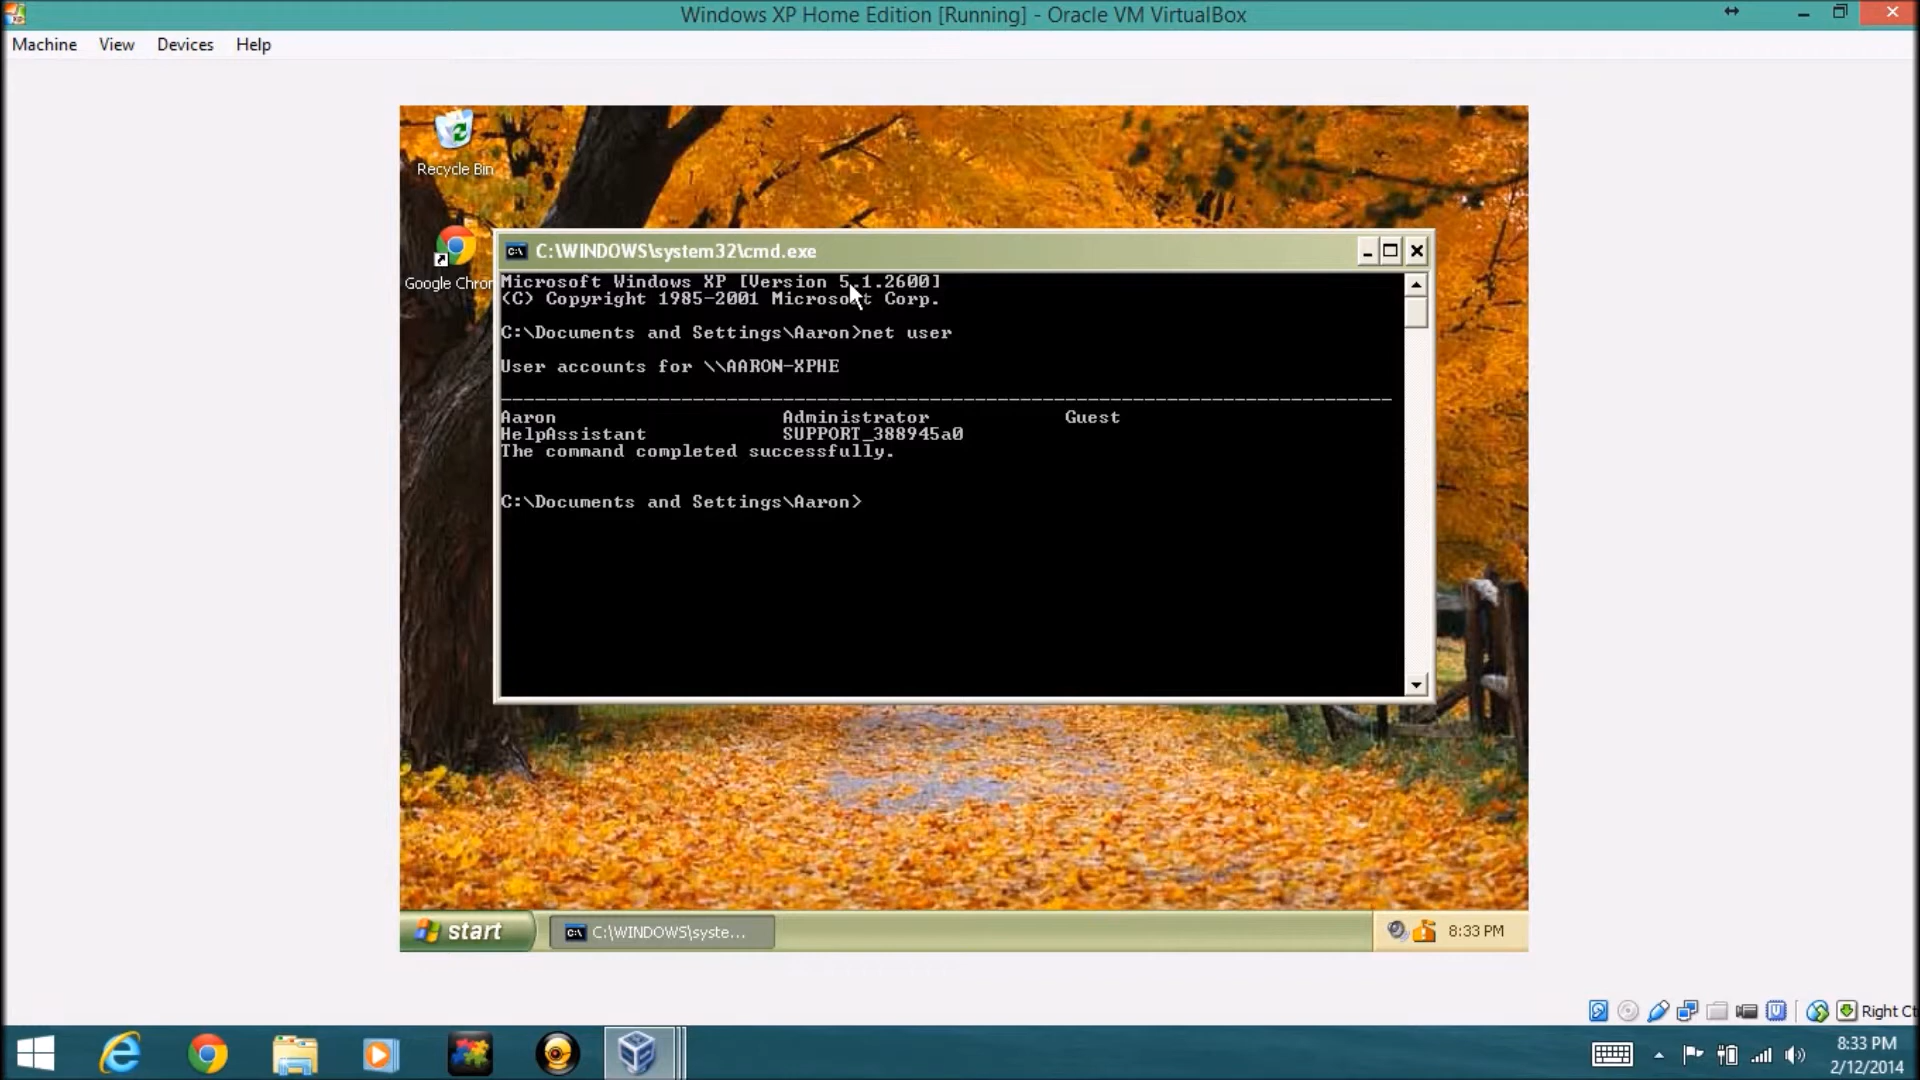 Windows XP Home Edition [Running] - Oracle VM VirtualBox
Machine View Devices Help
Recycle Bin
Google Chron
C:\WINDOWS\system32\cmd.exe
Microsoft Windows XP [Version 5.1.2600]
(C) Copyright 1985-2001 Microsoft Corp.
C:\Documents and Settings\Aaron>net user
User accounts for \\AARON-XPHE
-------------------------------------------------------------------------------
Aaron Administrator Guest
HelpAssistant SUPPORT_388945a0
The command completed successfully.
C:\Documents and Settings\Aaron>
start
C:\WINDOWS\syste...
8:33 PM
Right Ct
8:33 PM
2/12/2014